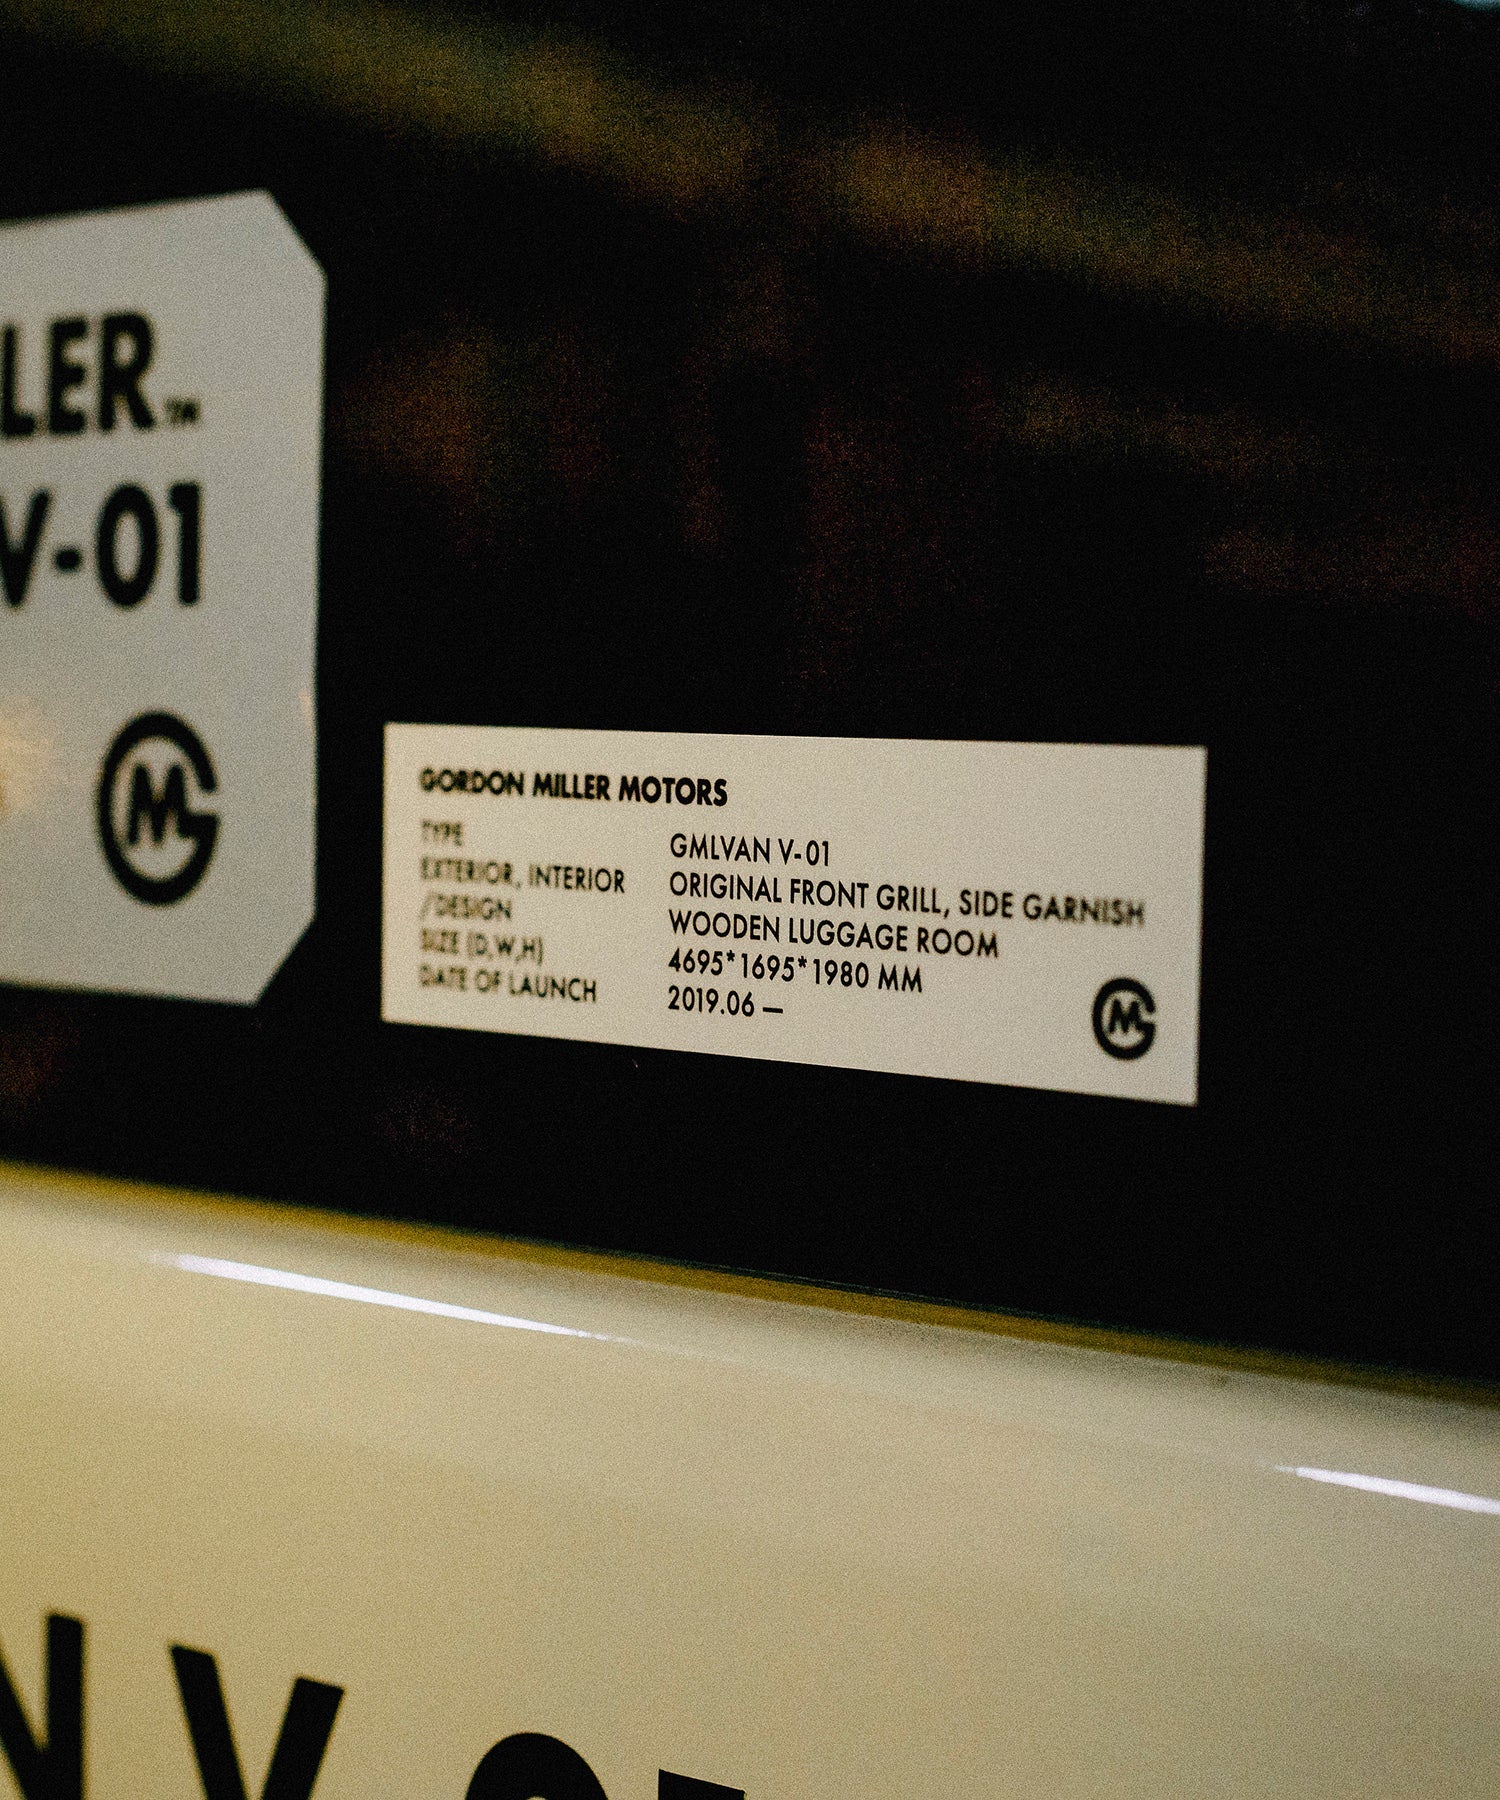 LER™
V-01
GORDON MILLER MOTORS
TYPE GMLVAN V-01
EXTERIOR, INTERIOR ORIGINAL FRONT GRILL, SIDE GARNISH
/DESIGN WOODEN LUGGAGE ROOM
SIZE (D,W,H) 4695*1695*1980 MM
DATE OF LAUNCH 2019.06 —
N V